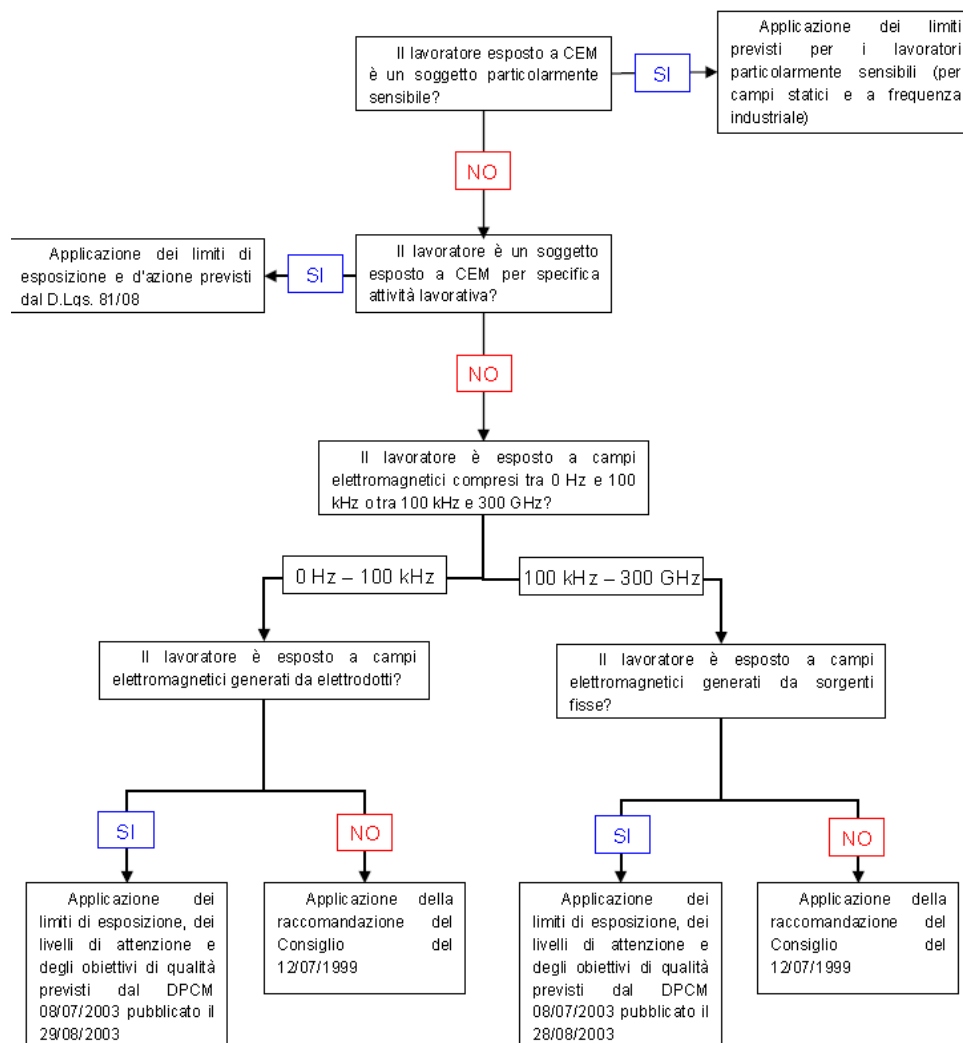 Il lavoratore esposto a CEM
è un soggetto particolarmente
sensibile?
SI
Applicazione dei limiti
previsti per i lavoratori
particolarmente sensibili (per
campi statici e a frequenza
industriale)
NO
Il lavoratore è un soggetto
esposto a CEM per specifica
attività lavorativa?
SI
Applicazione dei limiti di
esposizione e d'azione previsti
dal D.Lgs. 81/08
NO
Il lavoratore è esposto a campi
elettromagnetici compresi tra 0 Hz e 100
kHz o tra 100 kHz e 300 GHz?
0 Hz – 100 kHz
100 kHz – 300 GHz
Il lavoratore è esposto a campi
elettromagnetici generati da elettrodotti?
Il lavoratore è esposto a campi
elettromagnetici generati da sorgenti
fisse?
SI
NO
SI
NO
Applicazione dei
limiti di esposizione, dei
livelli di attenzione e
degli obiettivi di qualità
previsti dal DPCM
08/07/2003 pubblicato il
29/08/2003
Applicazione della
raccomandazione del
Consiglio del
12/07/1999
Applicazione dei
limiti di esposizione, dei
livelli di attenzione e
degli obiettivi di qualità
previsti dal DPCM
08/07/2003 pubblicato il
28/08/2003
Applicazione della
raccomandazione del
Consiglio del
12/07/1999